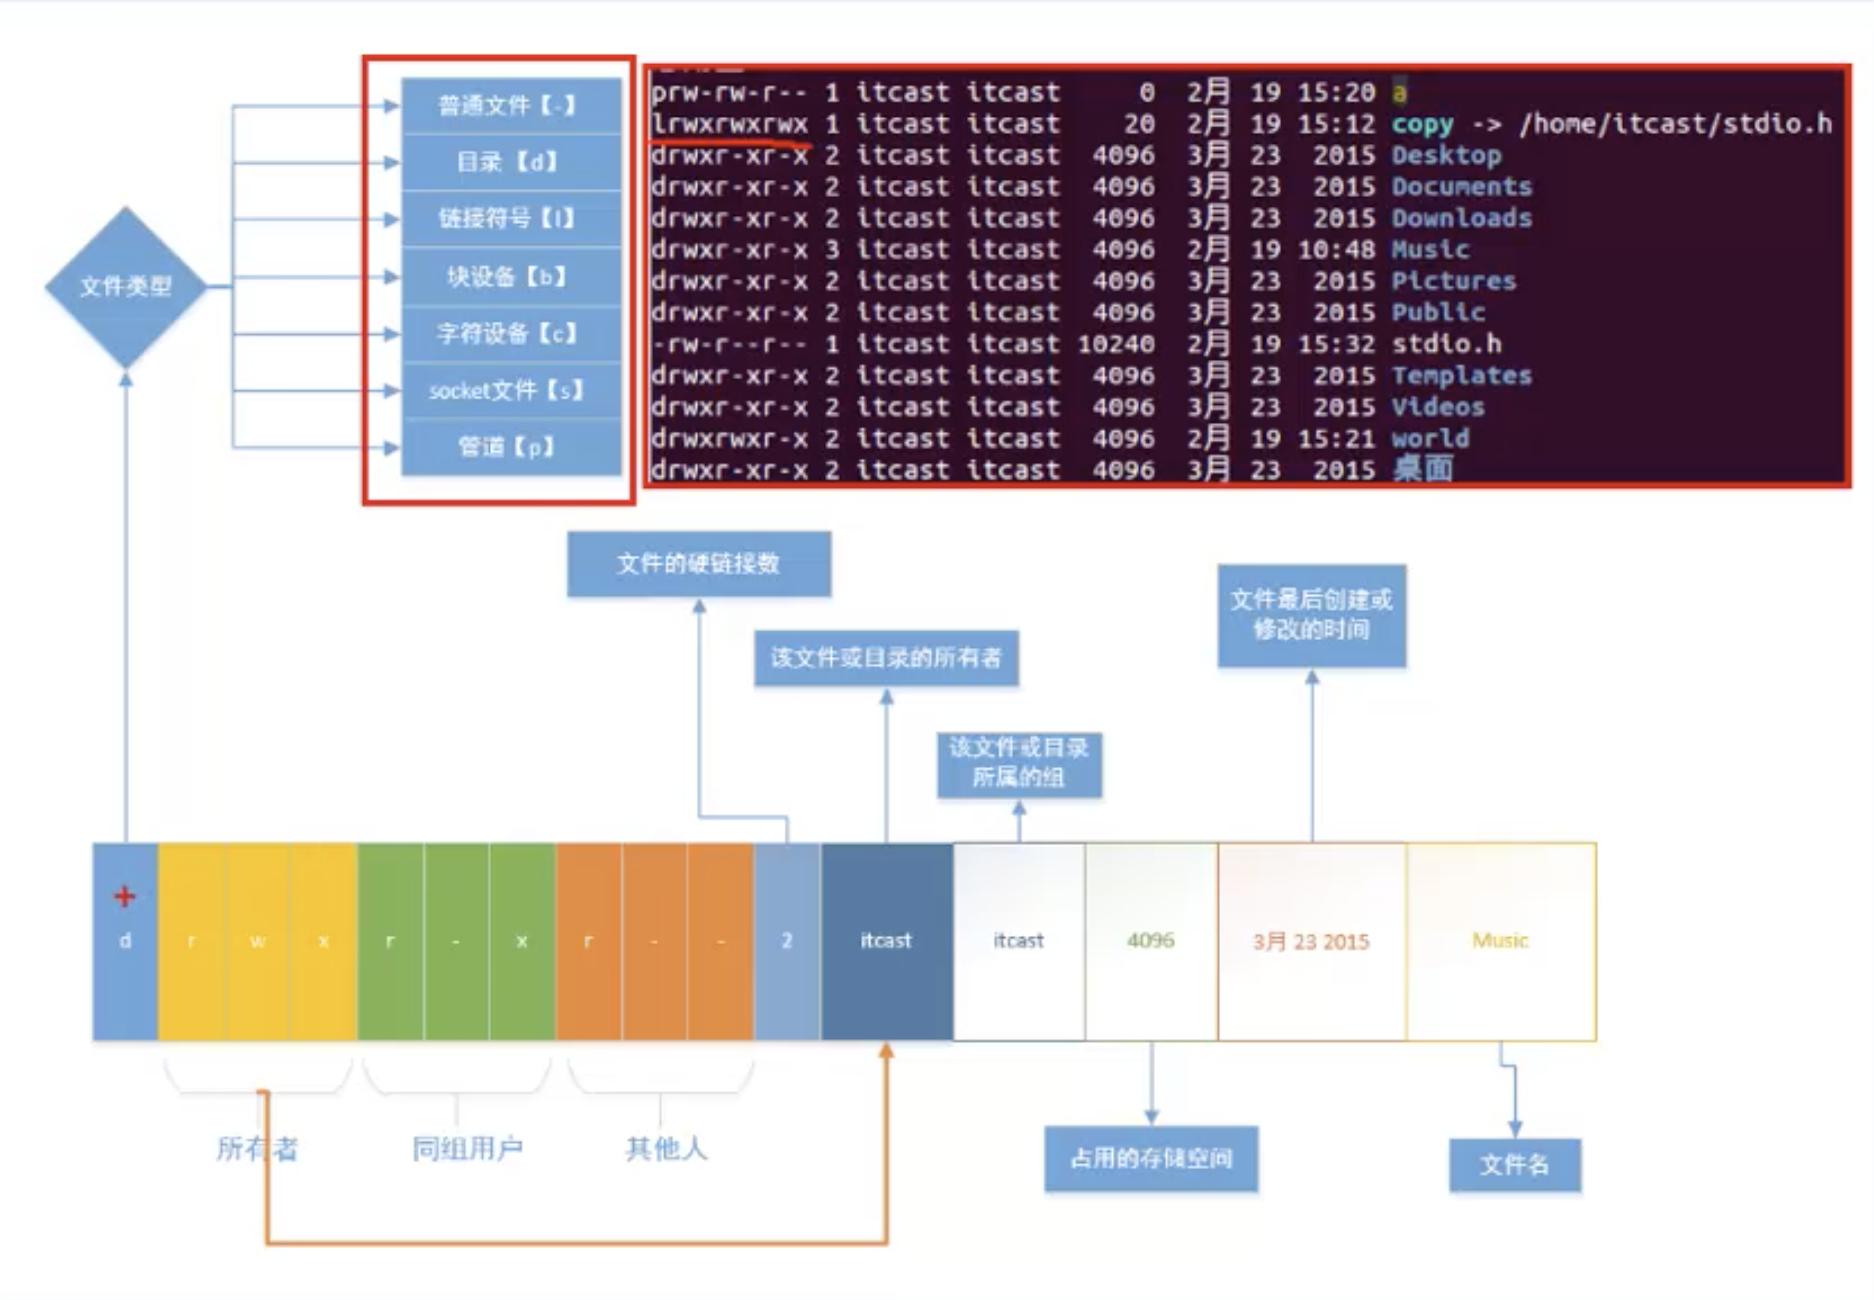 普通文件【-】
目录【d】
链接符号【l】
块设备【b】
字符设备【c】
socket文件【s】
管道【p】
文件类型
prw-rw-r-- 1 itcast itcast 0 2月 19 15:20 a
lrwxrwxrwx 1 itcast itcast 20 2月 19 15:12 copy -> /home/itcast/stdio.h
drwxr-xr-x 2 itcast itcast 4096 3月 23 2015 Desktop
drwxr-xr-x 2 itcast itcast 4096 3月 23 2015 Documents
drwxr-xr-x 2 itcast itcast 4096 3月 23 2015 Downloads
drwxr-xr-x 3 itcast itcast 4096 2月 19 10:48 Music
drwxr-xr-x 2 itcast itcast 4096 3月 23 2015 Pictures
drwxr-xr-x 2 itcast itcast 4096 3月 23 2015 Public
-rw-r--r-- 1 itcast itcast 10240 2月 19 15:32 stdio.h
drwxr-xr-x 2 itcast itcast 4096 3月 23 2015 Templates
drwxr-xr-x 2 itcast itcast 4096 3月 23 2015 Videos
drwxrwxr-x 2 itcast itcast 4096 2月 19 15:21 world
drwxr-xr-x 2 itcast itcast 4096 3月 23 2015 桌面
文件的硬链接数
该文件或目录的所有者
该文件或目录
所属的组
文件最后创建或
修改的时间
+
d r w x r - x r - - 2 itcast itcast 4096 3月 23 2015 Music
所有者 同组用户 其他人
占用的存储空间
文件名